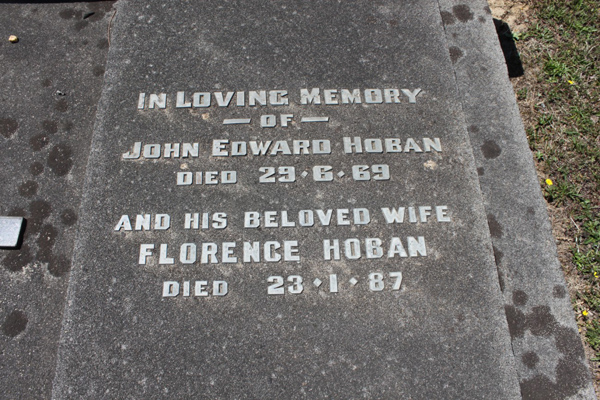 IN LOVING MEMORY
— OF —
JOHN EDWARD HOBAN
DIED 29·6·69
AND HIS BELOVED WIFE
FLORENCE HOBAN
DIED 23·1·87